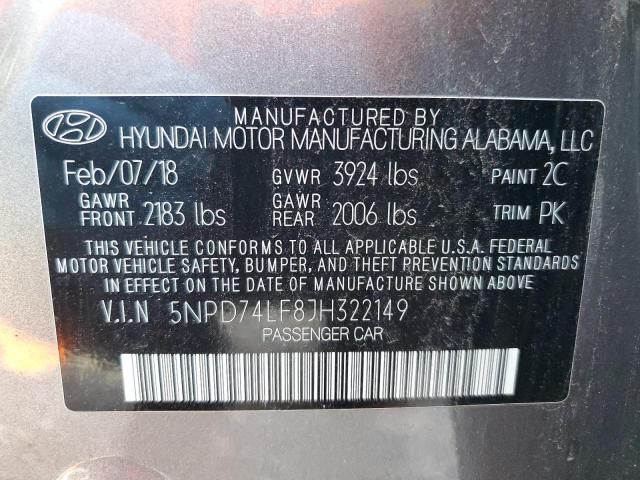 MANUFACTURED BY
HYUNDAI MOTOR MANUFACTURING ALABAMA, LLC
Feb/07/18 GVWR 3924 lbs PAINT 2C
GAWR FRONT 2183 lbs GAWR REAR 2006 lbs TRIM PK
THIS VEHICLE CONFORMS TO ALL APPLICABLE U.S.A. FEDERAL
MOTOR VEHICLE SAFETY, BUMPER, AND THEFT PREVENTION STANDARDS
IN EFFECT ON THE DATE OF MANUFACTURE SHOWN ABOVE.
V.I.N 5NPD74LF8JH322149
PASSENGER CAR